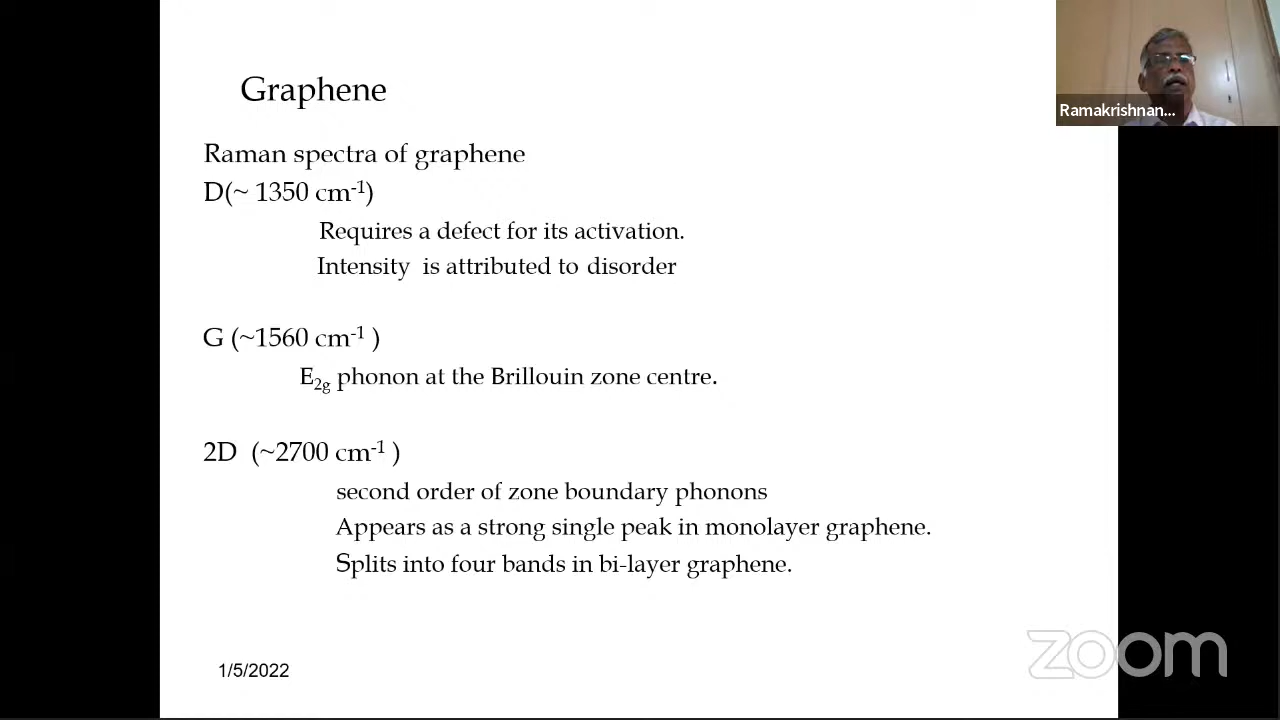 Graphene
Ramakrishnan...
Raman spectra of graphene
D(~ 1350 cm-1)
Requires a defect for its activation.
Intensity is attributed to disorder
G (~1560 cm-1 )
E2g phonon at the Brillouin zone centre.
2D (~2700 cm-1 )
second order of zone boundary phonons
Appears as a strong single peak in monolayer graphene.
Splits into four bands in bi-layer graphene.
zoom
1/5/2022